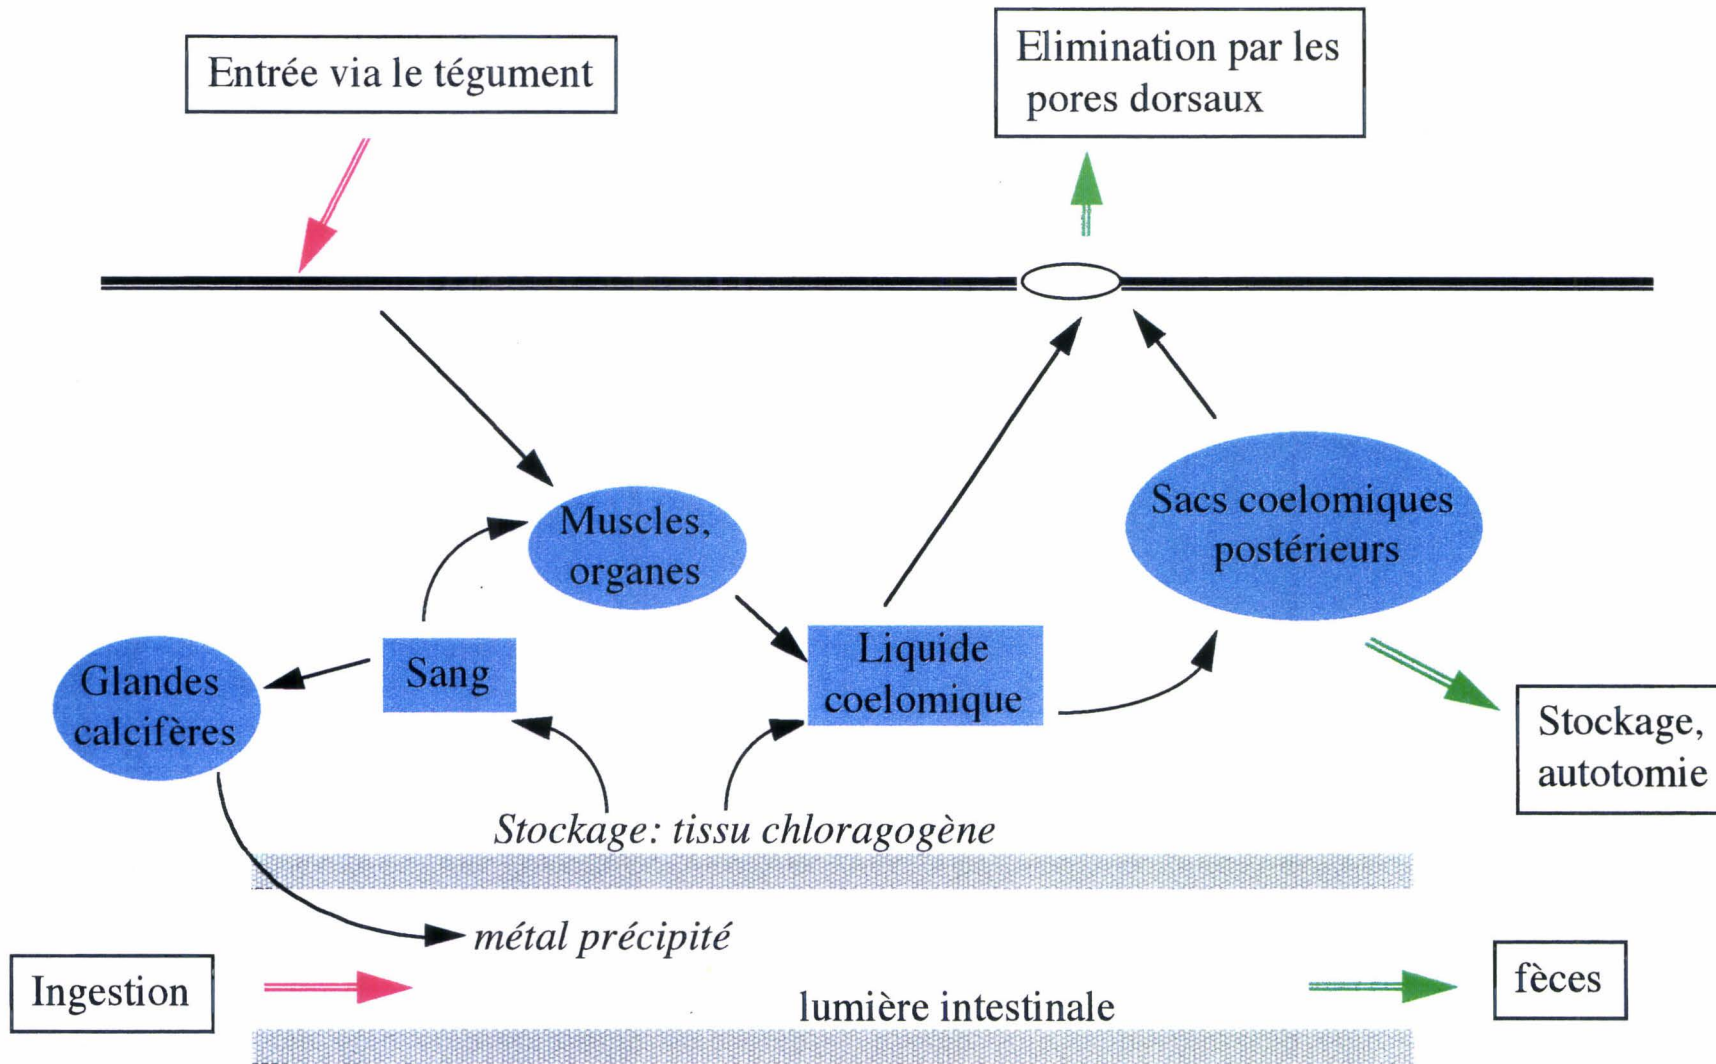 Entrée via le tégument
Elimination par les
pores dorsaux
Muscles,
organes
Sacs coelomiques
postérieurs
Glandes
calcifères
Sang
Liquide
coelomique
Stockage,
autotomie
Stockage: tissu chloragogène
métal précipité
Ingestion
lumière intestinale
fèces